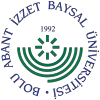 BOLU ABANT İZZET BAYSAL ÜNİVERSİTESİ
1992